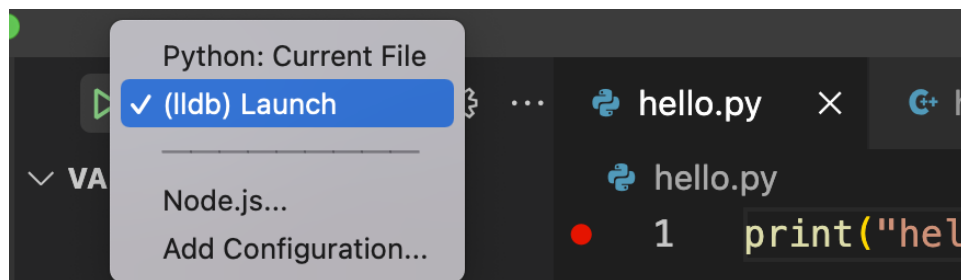 Python: Current File
✓ (lldb) Launch
Node.js...
Add Configuration...
VA
...
hello.py
hello.py
1 print("hel